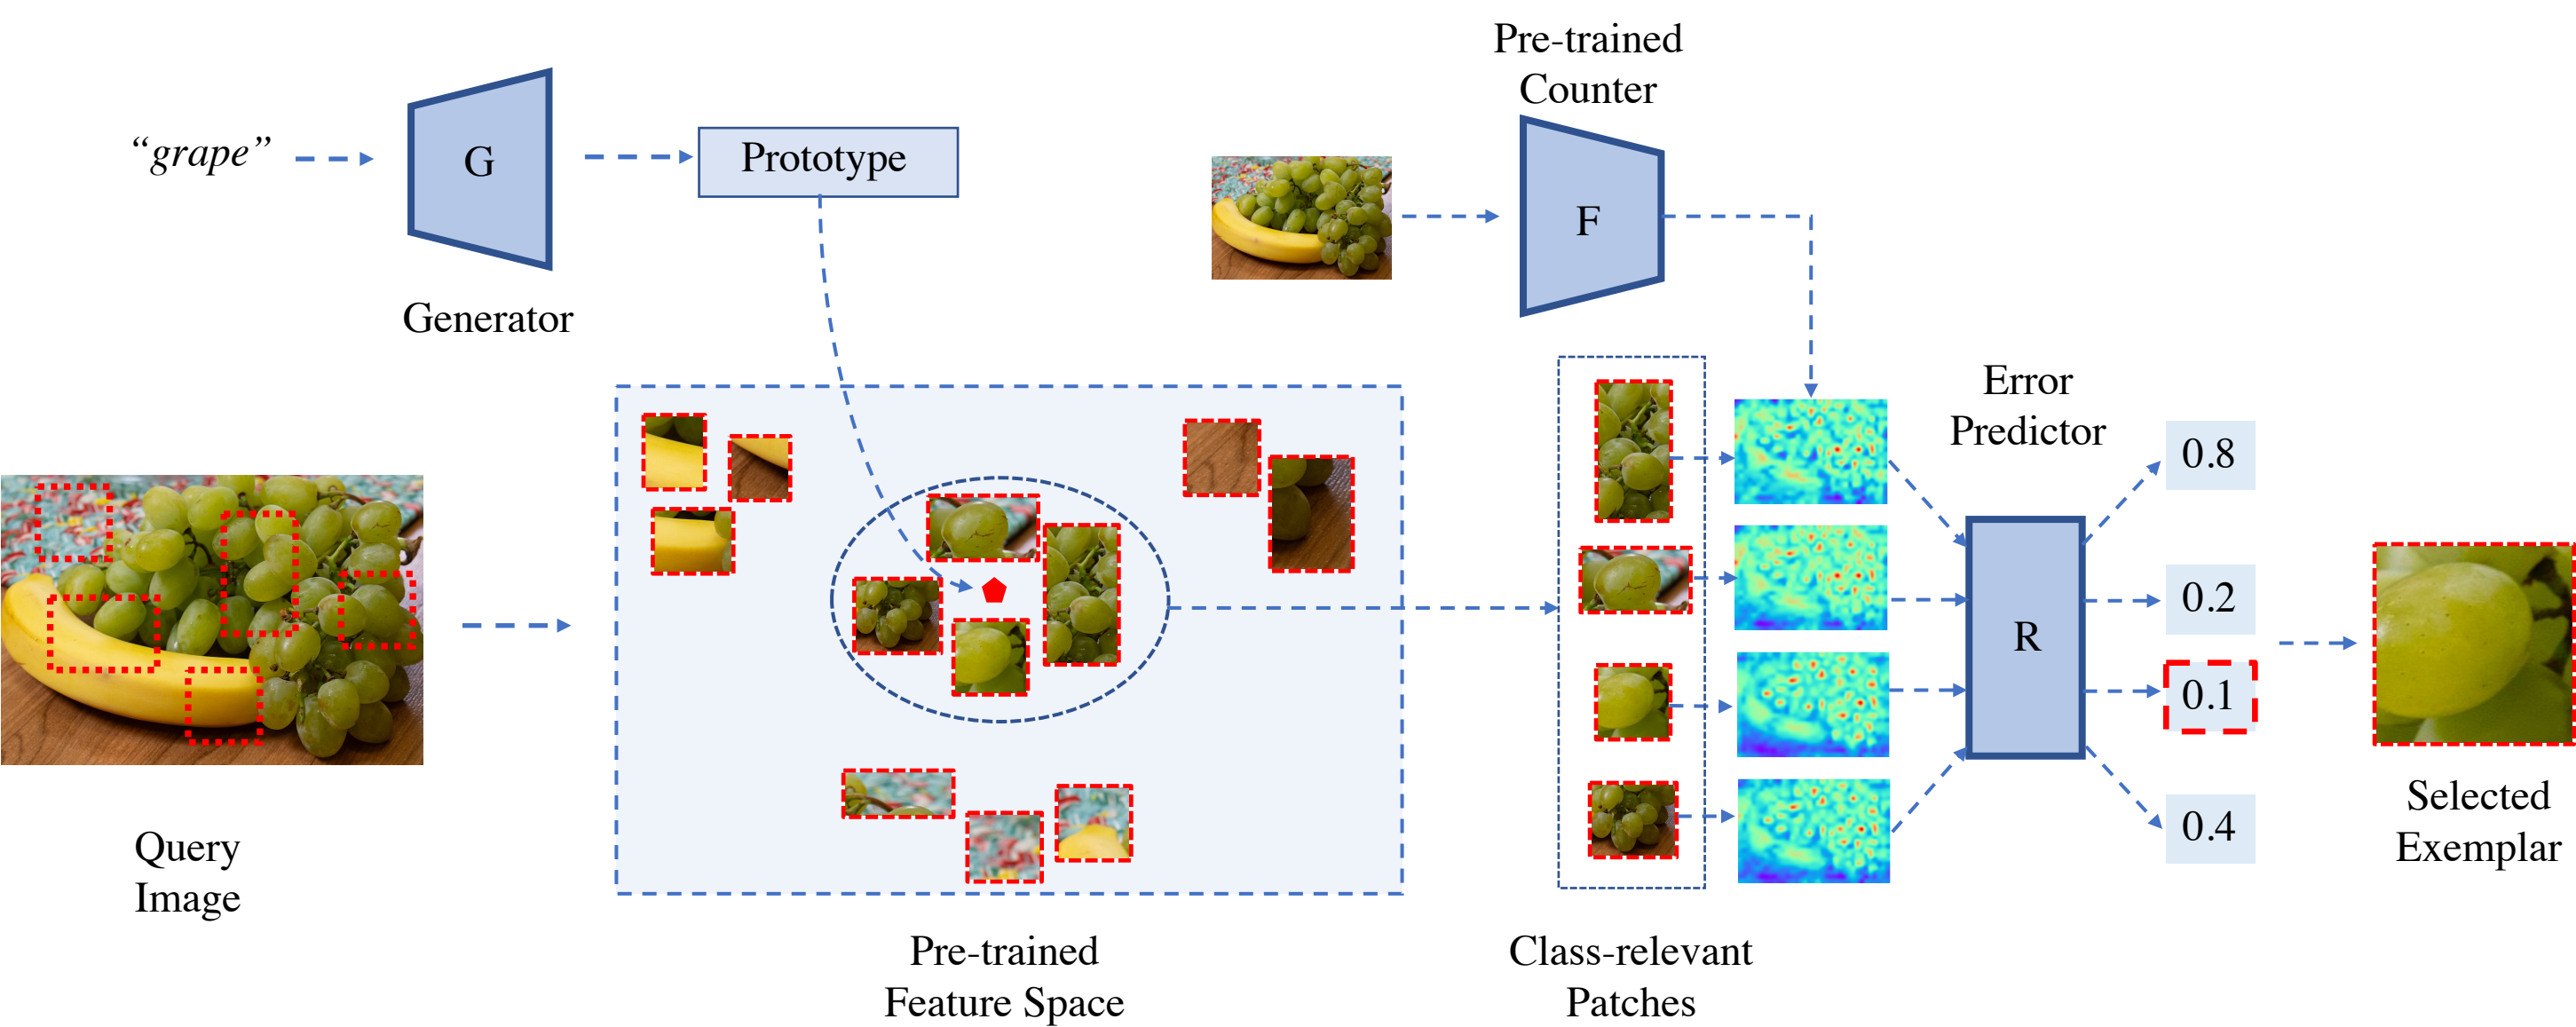 “grape”
G
Generator
Prototype
Pre-trained
Counter
F
Query
Image
Pre-trained
Feature Space
Class-relevant
Patches
Error
Predictor
R
0.8
0.2
0.1
0.4
Selected
Exemplar